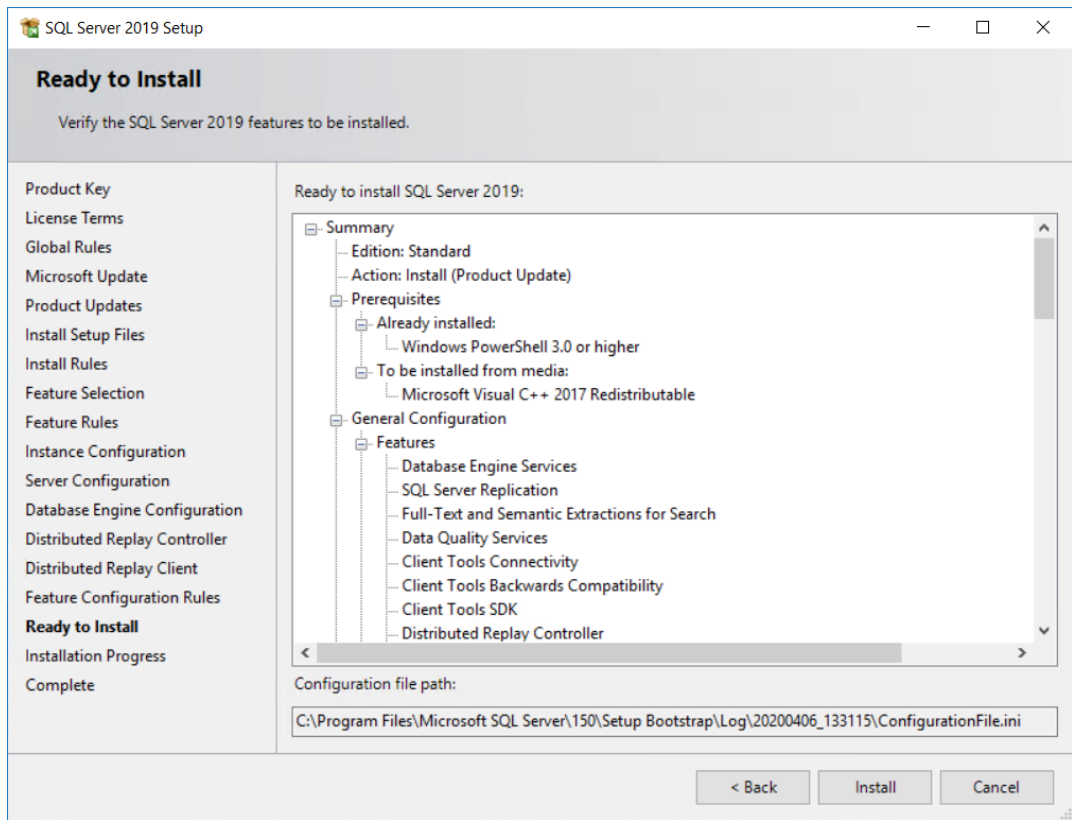 SQL Server 2019 Setup
Ready to Install
Verify the SQL Server 2019 features to be installed.
Product Key
License Terms
Global Rules
Microsoft Update
Product Updates
Install Setup Files
Install Rules
Feature Selection
Feature Rules
Instance Configuration
Server Configuration
Database Engine Configuration
Distributed Replay Controller
Distributed Replay Client
Feature Configuration Rules
Ready to Install
Installation Progress
Complete
Ready to install SQL Server 2019:
Summary
Edition: Standard
Action: Install (Product Update)
Prerequisites
Already installed:
Windows PowerShell 3.0 or higher
To be installed from media:
Microsoft Visual C++ 2017 Redistributable
General Configuration
Features
Database Engine Services
SQL Server Replication
Full-Text and Semantic Extractions for Search
Data Quality Services
Client Tools Connectivity
Client Tools Backwards Compatibility
Client Tools SDK
Distributed Replay Controller
Configuration file path:
C:\Program Files\Microsoft SQL Server\150\Setup Bootstrap\Log\20200406_133115\ConfigurationFile.ini
< Back
Install
Cancel